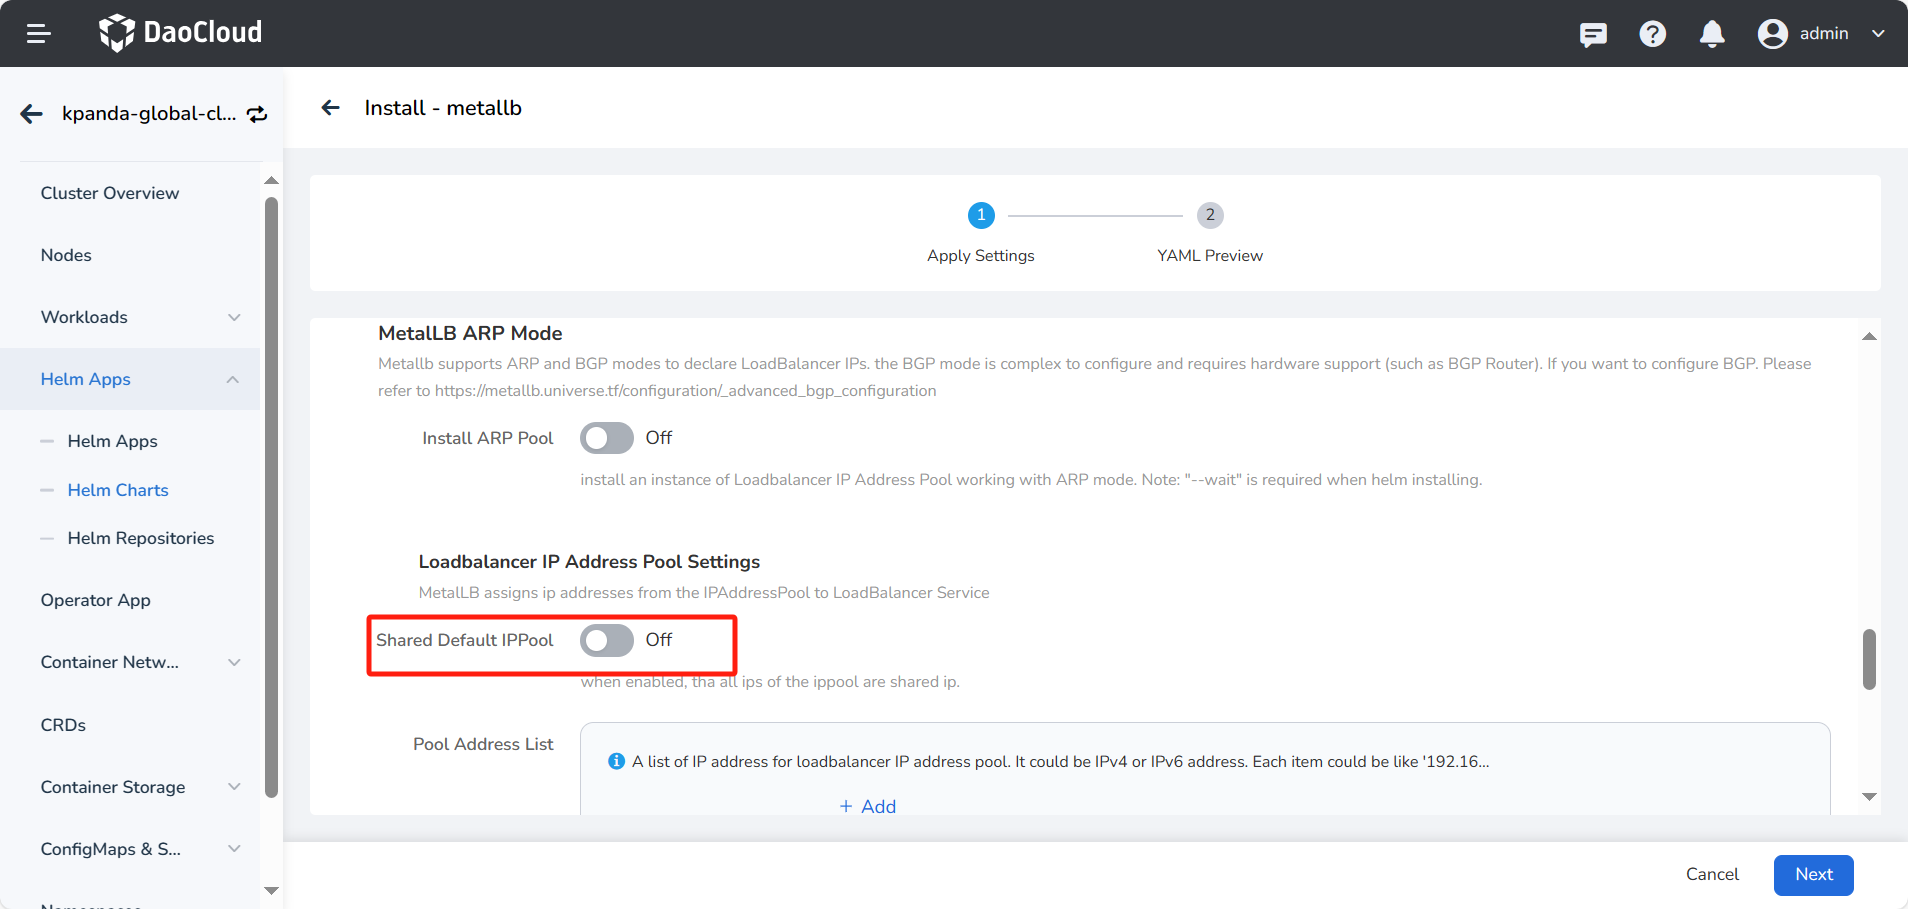 DaoCloud
admin
kpanda-global-cl...
Install - metallb
Cluster Overview
Nodes
Workloads
Helm Apps
Helm Apps
Helm Charts
Helm Repositories
Operator App
Container Netw...
CRDs
Container Storage
ConfigMaps & S...
1
2
Apply Settings
YAML Preview
MetalLB ARP Mode
Metallb supports ARP and BGP modes to declare LoadBalancer IPs. the BGP mode is complex to configure and requires hardware support (such as BGP Router). If you want to configure BGP. Please
refer to https://metallb.universe.tf/configuration/_advanced_bgp_configuration
Install ARP Pool
Off
install an instance of Loadbalancer IP Address Pool working with ARP mode. Note: "--wait" is required when helm installing.
Loadbalancer IP Address Pool Settings
MetalLB assigns ip addresses from the IPAddressPool to LoadBalancer Service
Shared Default IPPool
Off
when enabled, tha all ips of the ippool are shared ip.
Pool Address List
A list of IP address for loadbalancer IP address pool. It could be IPv4 or IPv6 address. Each item could be like '192.16...
+ Add
Cancel
Next